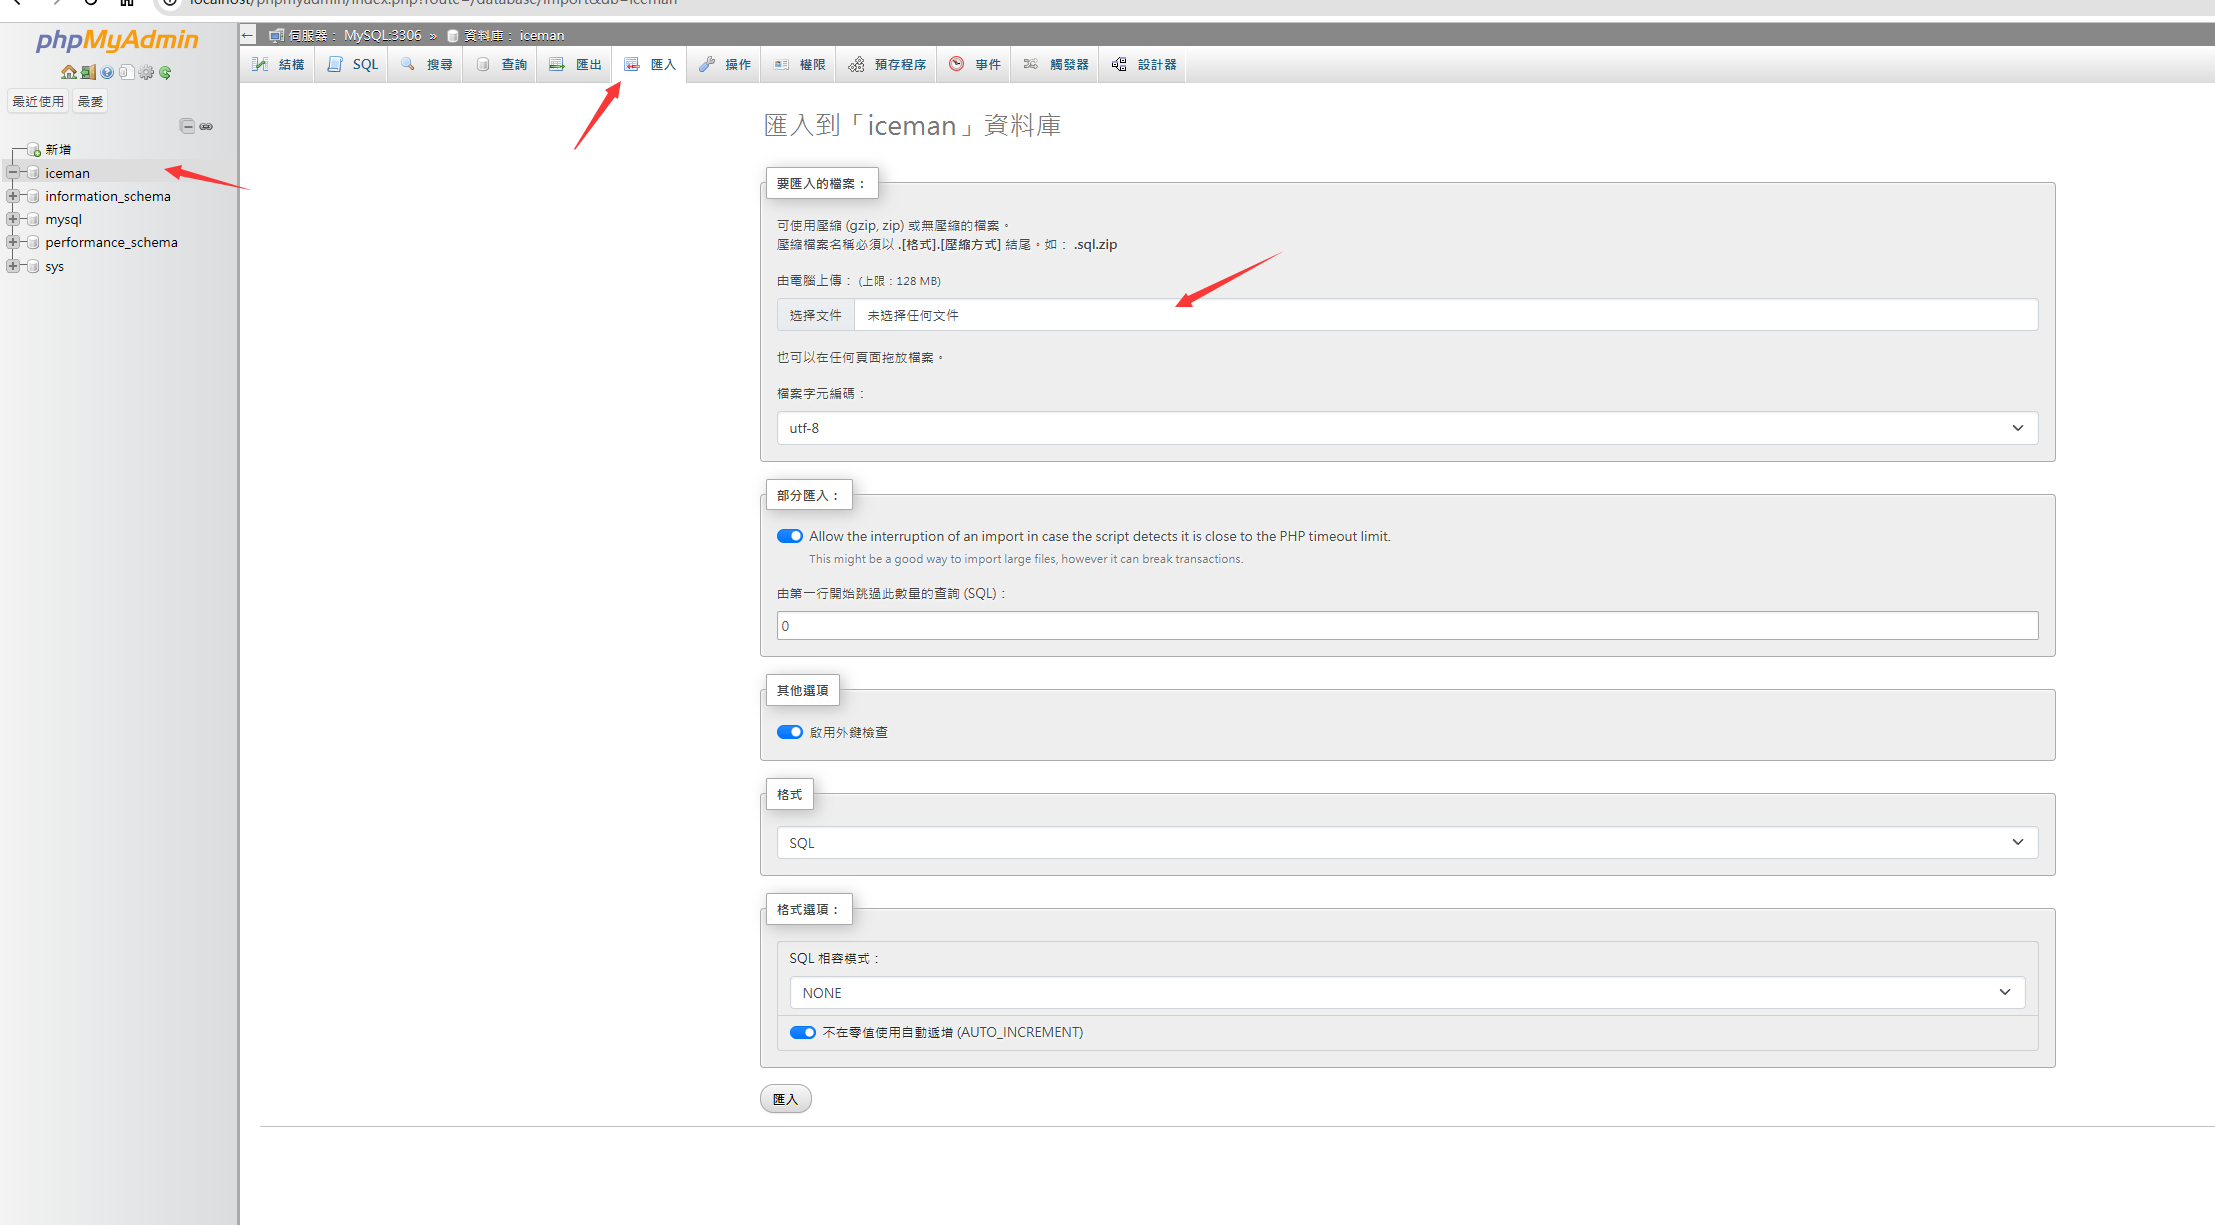 localhost/phpmyadmin/index.php?route=/database/import&db=iceman
phpMyAdmin
最近使用 最愛
新增
iceman
information_schema
mysql
performance_schema
sys
伺服器： MySQL:3306 » 資料庫： iceman
結構 SQL 搜尋 查詢 匯出 匯入 操作 權限 預存程序 事件 觸發器 設計器
匯入到「iceman」資料庫
要匯入的檔案：
可使用壓縮 (gzip, zip) 或無壓縮的檔案。
壓縮檔案名稱必須以 .[格式].[壓縮方式] 結尾。如： .sql.zip
由電腦上傳： (上限：128 MB)
选择文件 未选择任何文件
也可以在任何頁面拖放檔案。
檔案字元編碼：
utf-8
部分匯入：
Allow the interruption of an import in case the script detects it is close to the PHP timeout limit.
This might be a good way to import large files, however it can break transactions.
由第一行開始跳過此數量的查詢 (SQL)：
0
其他選項
啟用外鍵檢查
格式
SQL
格式選項：
SQL 相容模式：
NONE
不在零值使用自動遞增 (AUTO_INCREMENT)
匯入